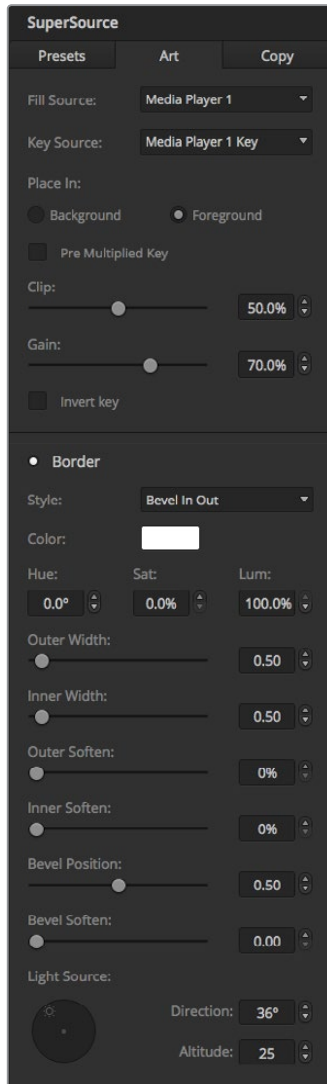 SuperSource
Presets Art Copy
Fill Source: Media Player 1
Key Source: Media Player 1 Key
Place In:
Background Foreground
Pre Multiplied Key
Clip:
50.0%
Gain:
70.0%
Invert key
Border
Style: Bevel In Out
Color:
Hue: Sat: Lum:
0.0° 0.0% 100.0%
Outer Width:
0.50
Inner Width:
0.50
Outer Soften:
0%
Inner Soften:
0%
Bevel Position:
0.50
Bevel Soften:
0.00
Light Source:
Direction: 36°
Altitude: 25